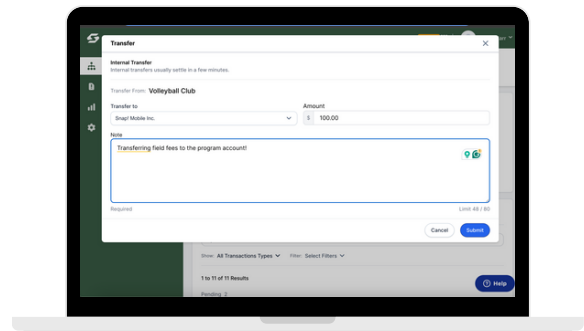 Transfer
Internal Transfer
Internal transfers usually settle in a few minutes.
Transfer From: Volleyball Club
Transfer to
Amount
Snap! Mobile Inc.
$ 100.00
Note
Transferring field fees to the program account!
Required
Limit 48 / 80
Cancel
Submit
Show: All Transactions Types
Filter: Select Filters
1 to 11 of 11 Results
Pending 2
Help